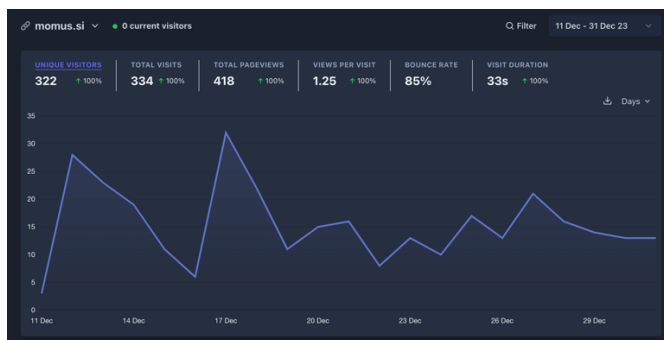 momus.si
0 current visitors
Filter
11 Dec - 31 Dec 23
UNIQUE VISITORS
322 ↑ 100%
TOTAL VISITS
334 ↑ 100%
TOTAL PAGEVIEWS
418 ↑ 100%
VIEWS PER VISIT
1.25 ↑ 100%
BOUNCE RATE
85%
VISIT DURATION
33s ↑ 100%
Days
35
30
25
20
15
10
5
0
11 Dec 14 Dec 17 Dec 20 Dec 23 Dec 26 Dec 29 Dec